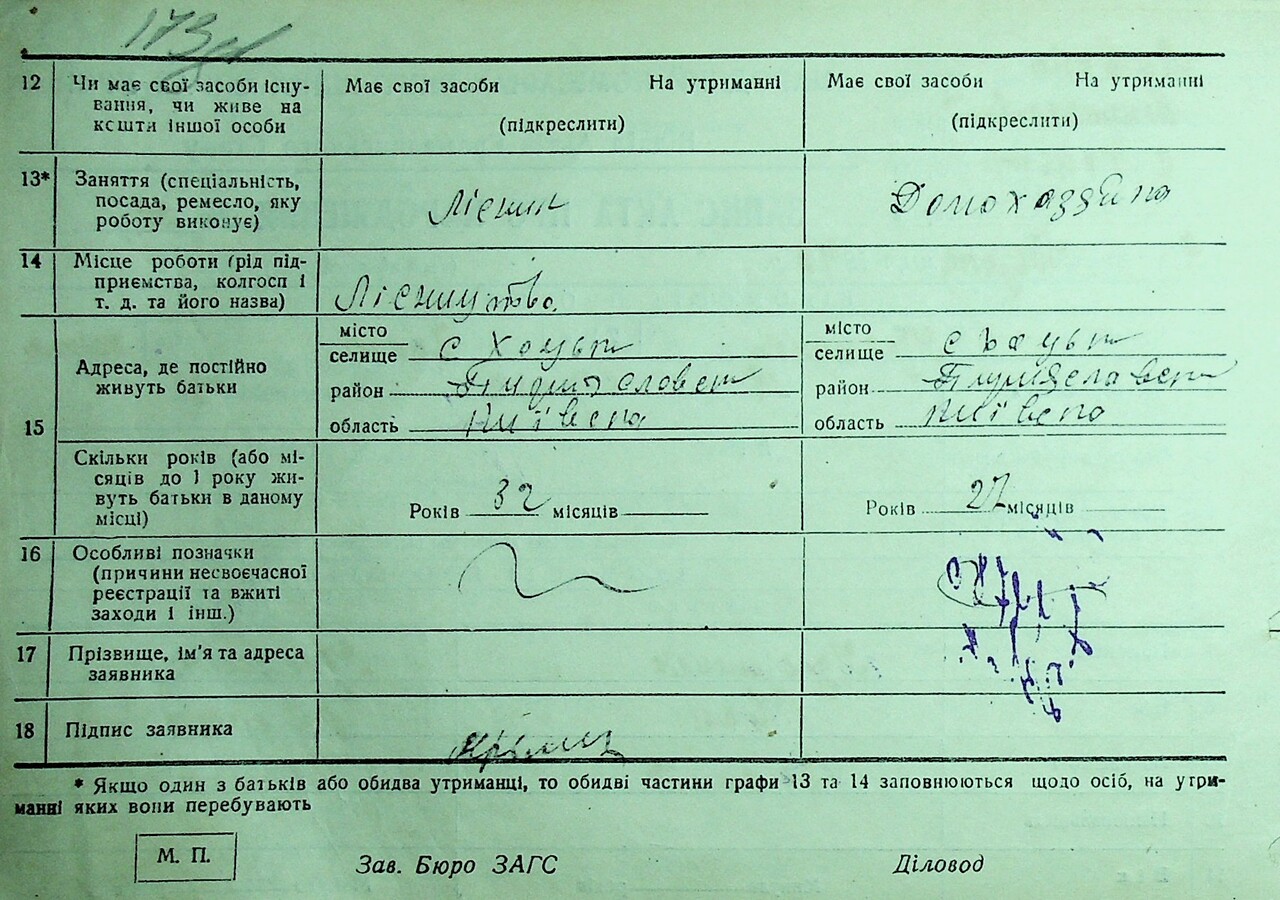 173
12 Чи має свої засоби існу- Має свої засоби На утриманні Має свої засоби На утриманні
вання, чи живе на
кошти іншої особи (підкреслити) (підкреслити)
13* Заняття (спеціальність,
посада, ремесло, яку Лісник Домохазяйка
роботу виконує)
14 Місце роботи (рід під-
приємства, колгосп і
т. д. та його назва) Лісництво.
15 Адреса, де постійно
живуть батьки
місто місто
селище с Хоцьки селище с Хоцьки
район район
область Київська область Київська
Скільки років (або мі-
сяців до 1 року жи-
вуть батьки в даному
місці) Років 32 місяців Років 27 місяців
16 Особливі позначки
(причини несвоєчасної
реєстрації та вжиті
заходи і інш.)
17 Прізвище, ім'я та адреса
заявника
18 Підпис заявника
* Якщо один з батьків або обидва утриманці, то обидві частини графи 13 та 14 заповнюються щодо осіб, на утри-
манні яких вони перебувають
М. П. Зав. Бюро ЗАГС Діловод